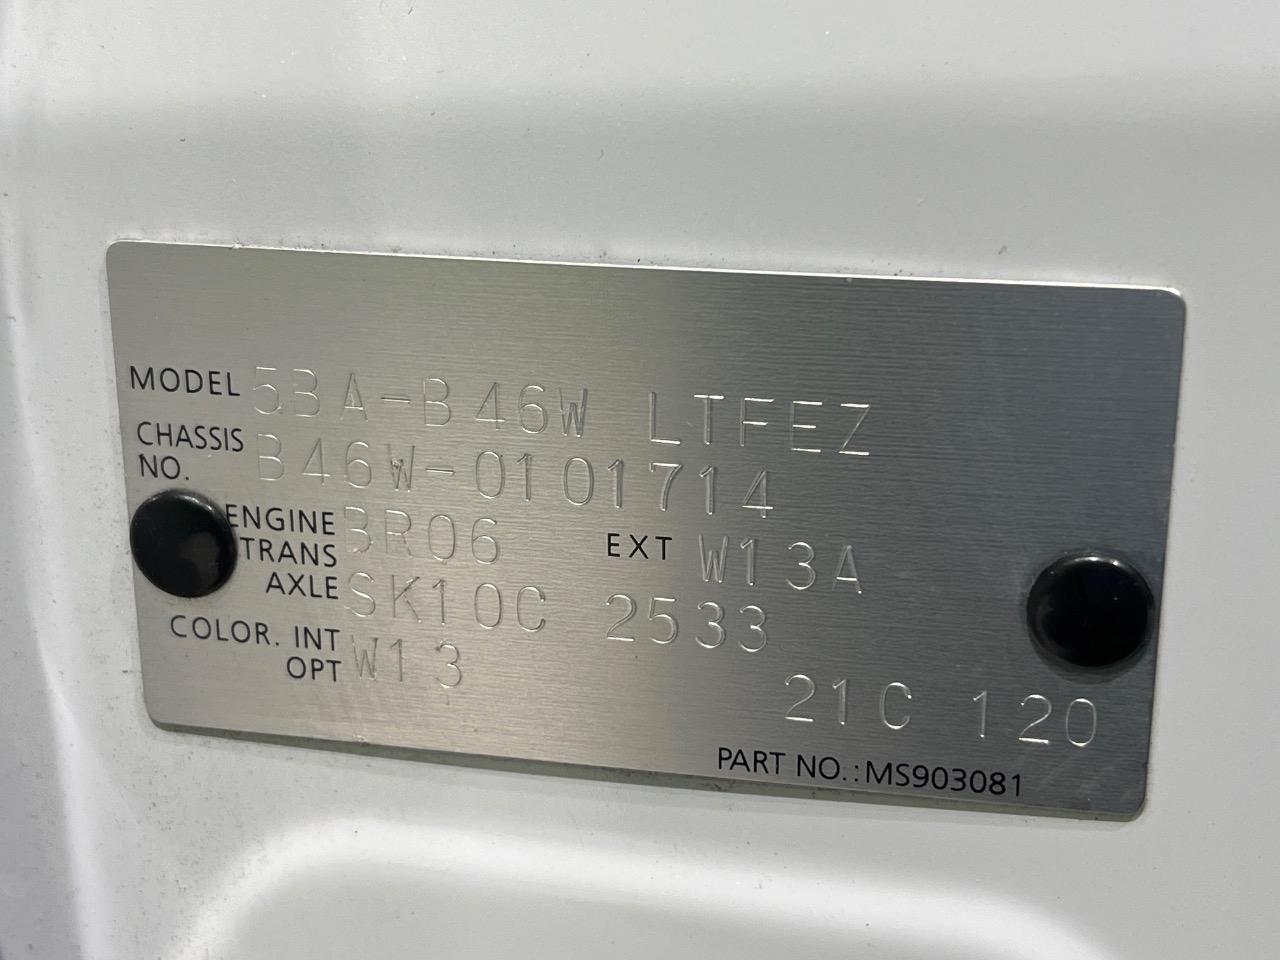 MODEL 5BA-B46W LTFEZ
CHASSIS NO. B46W-0101714
ENGINE BR06 EXT W13A
TRANS AXLE SK10C 2533
COLOR. INT OPT W13
21C 120
PART NO.:MS903081